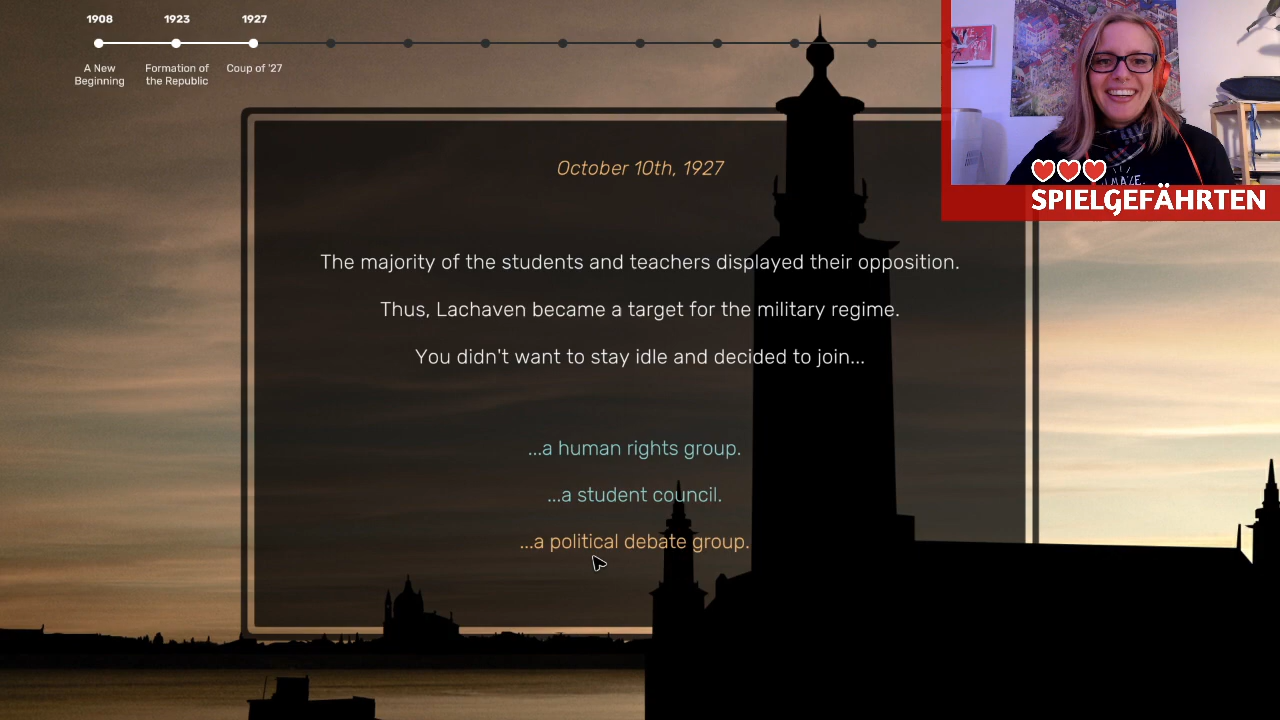 1908
1923
1927
A New
Beginning
Formation of
the Republic
Coup of '27
SPIELGEFÄHRTEN
October 10th, 1927
The majority of the students and teachers displayed their opposition.
Thus, Lachaven became a target for the military regime.
You didn't want to stay idle and decided to join...
...a human rights group.
...a student council.
...a political debate group.